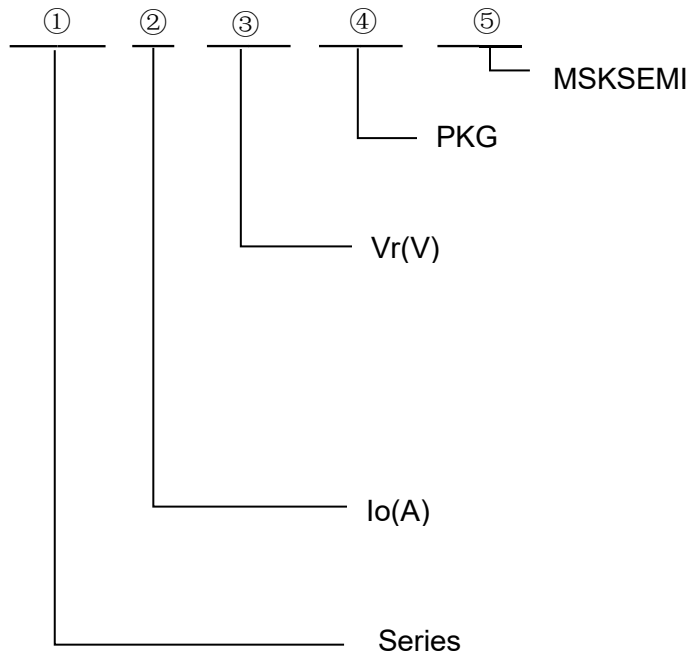 ① ② ③ ④ ⑤
MSKSEMI
PKG
Vr(V)
Io(A)
Series